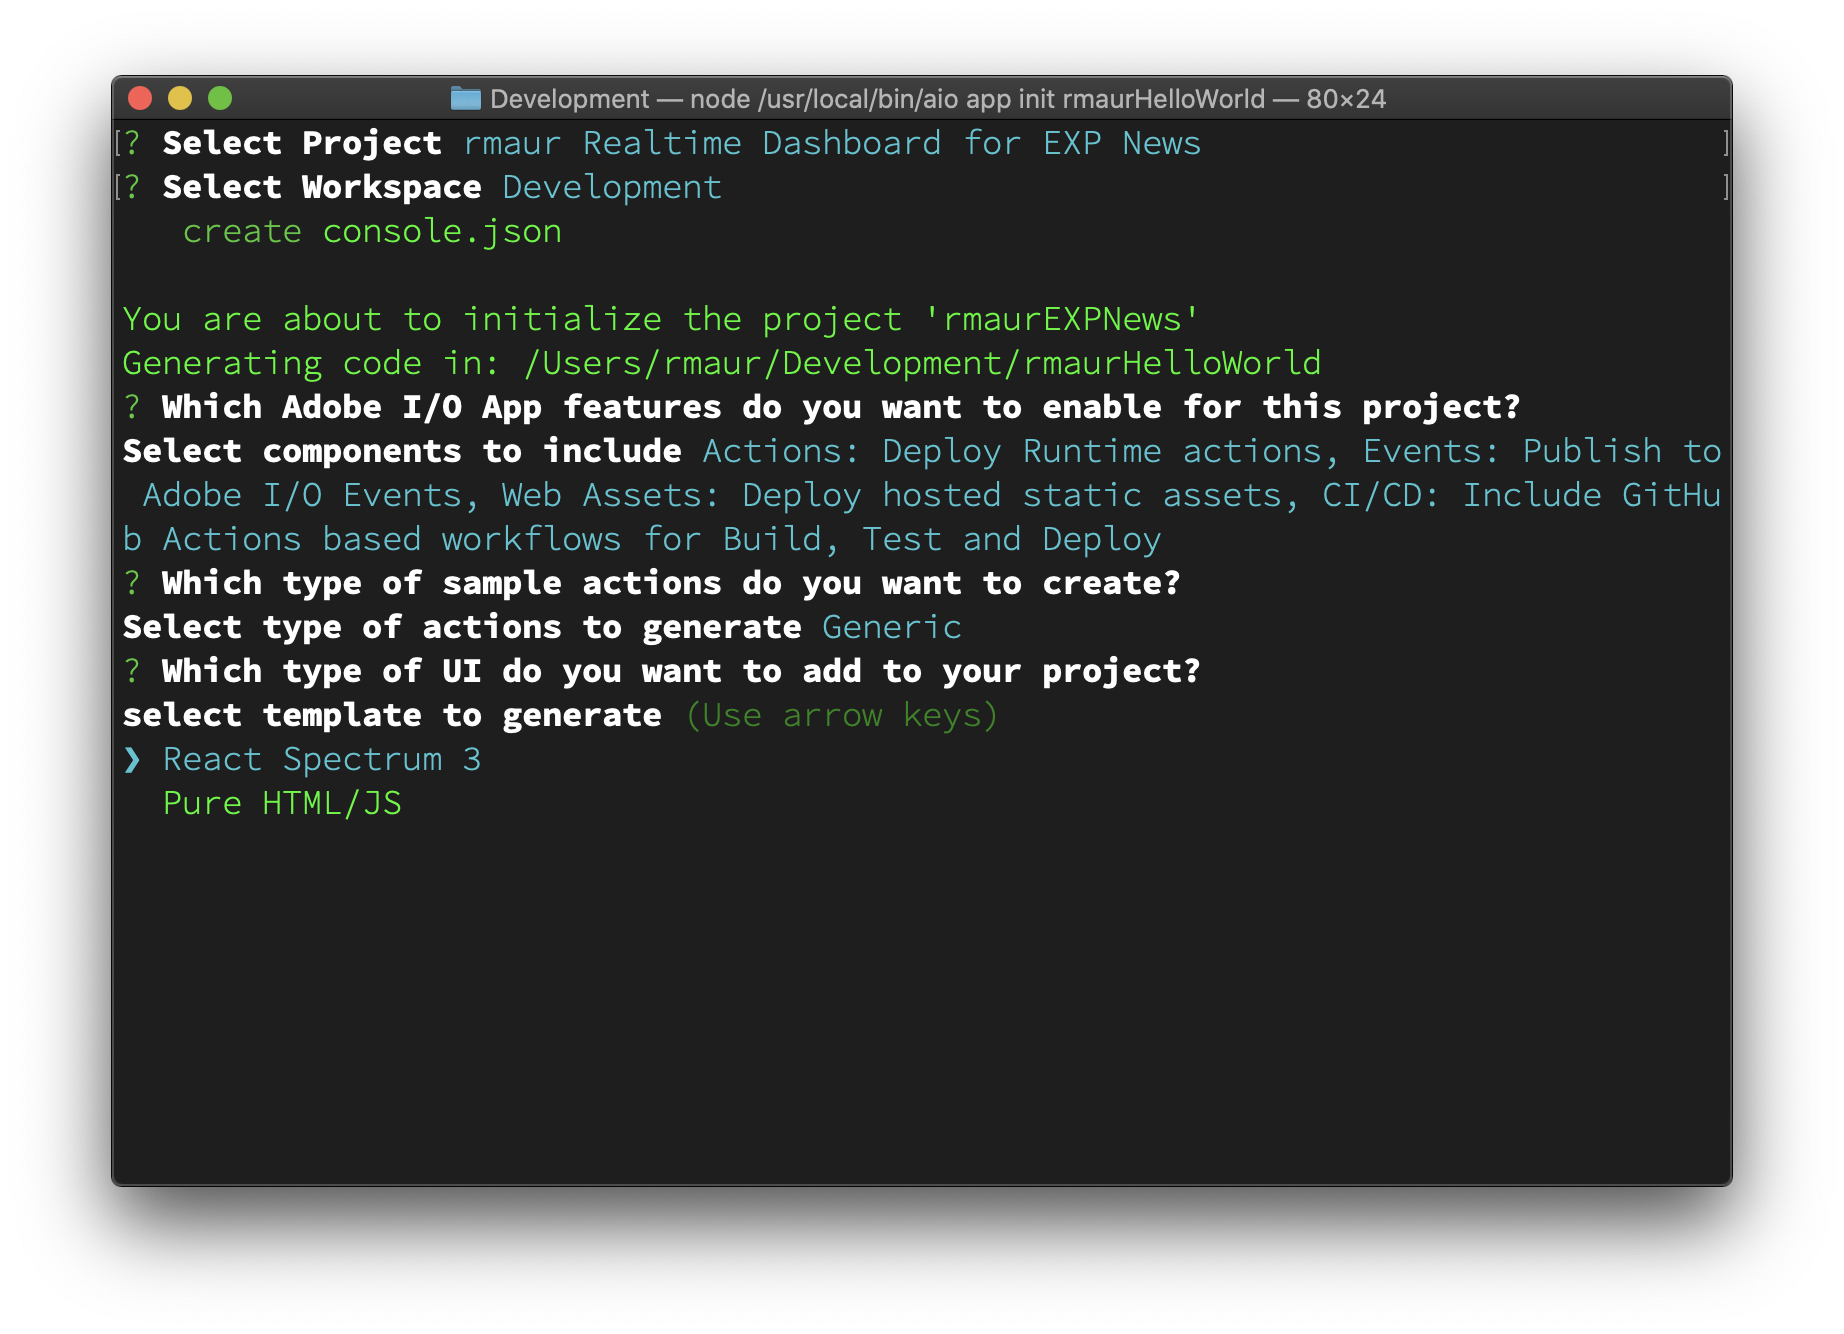 Development — node /usr/local/bin/aio app init rmaurHelloWorld — 80×24
[? Select Project rmaur Realtime Dashboard for EXP News ]
[? Select Workspace Development ]
create console.json
You are about to initialize the project 'rmaurEXPNews'
Generating code in: /Users/rmaur/Development/rmaurHelloWorld
? Which Adobe I/O App features do you want to enable for this project?
Select components to include Actions: Deploy Runtime actions, Events: Publish to
Adobe I/O Events, Web Assets: Deploy hosted static assets, CI/CD: Include GitHu
b Actions based workflows for Build, Test and Deploy
? Which type of sample actions do you want to create?
Select type of actions to generate Generic
? Which type of UI do you want to add to your project?
select template to generate (Use arrow keys)
❯ React Spectrum 3
Pure HTML/JS